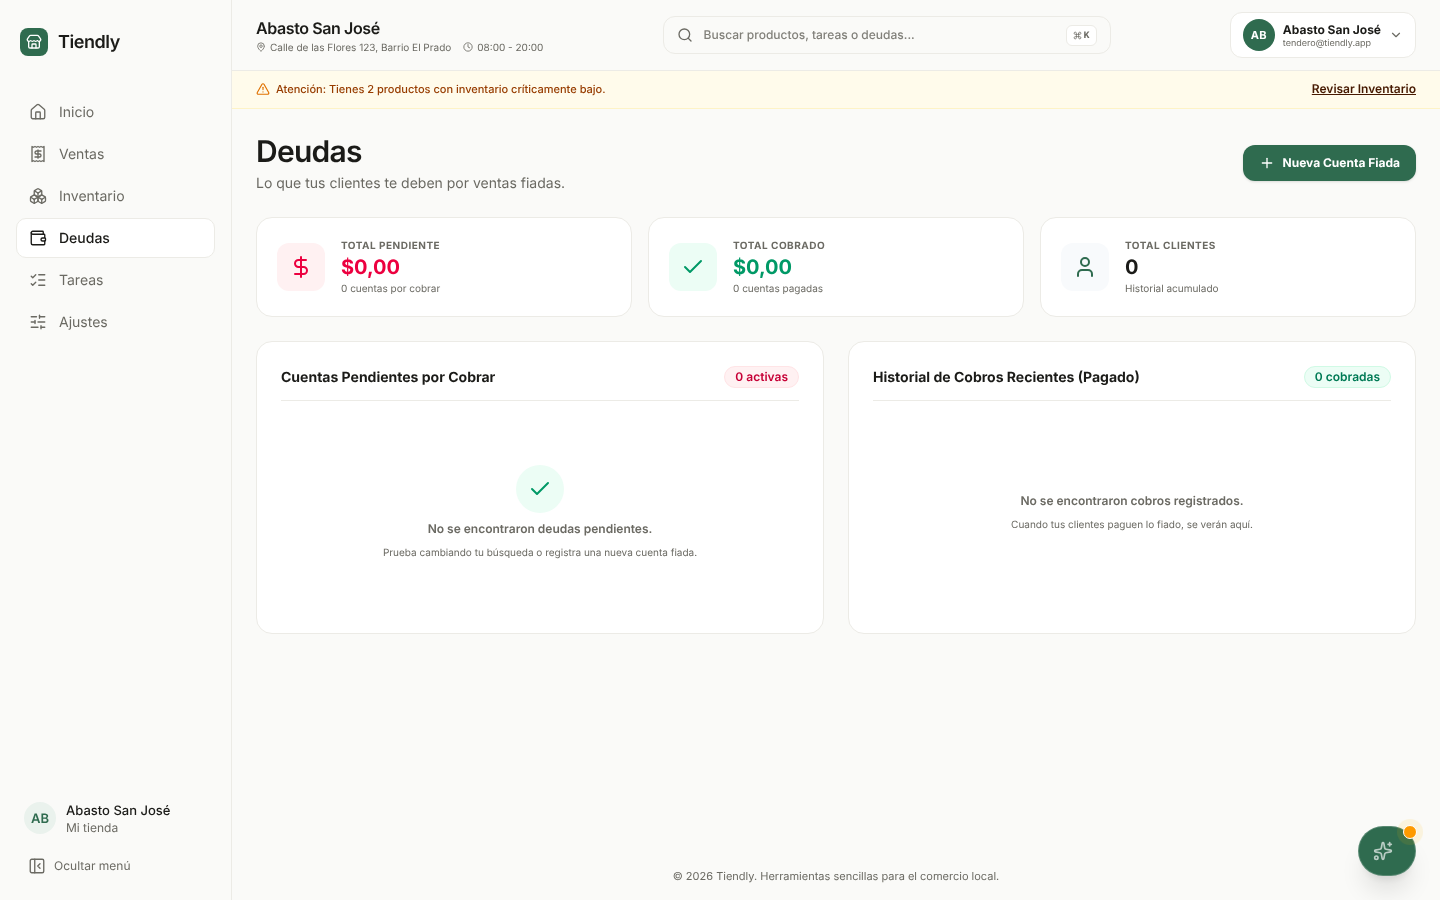 Tiendly
Inicio
Ventas
Inventario
Deudas
Tareas
Ajustes
AB
Abasto San José
Mi tienda
Ocultar menú
Abasto San José
Calle de las Flores 123, Barrio El Prado
08:00 - 20:00
Buscar productos, tareas o deudas...
⌘K
AB
Abasto San José
tendero@tiendly.app
Atención: Tienes 2 productos con inventario críticamente bajo.
Revisar Inventario
Deudas
Lo que tus clientes te deben por ventas fiadas.
Nueva Cuenta Fiada
TOTAL PENDIENTE
$0,00
0 cuentas por cobrar
TOTAL COBRADO
$0,00
0 cuentas pagadas
TOTAL CLIENTES
0
Historial acumulado
Cuentas Pendientes por Cobrar
0 activas
No se encontraron deudas pendientes.
Prueba cambiando tu búsqueda o registra una nueva cuenta fiada.
Historial de Cobros Recientes (Pagado)
0 cobradas
No se encontraron cobros registrados.
Cuando tus clientes paguen lo fiado, se verán aquí.
© 2026 Tiendly. Herramientas sencillas para el comercio local.